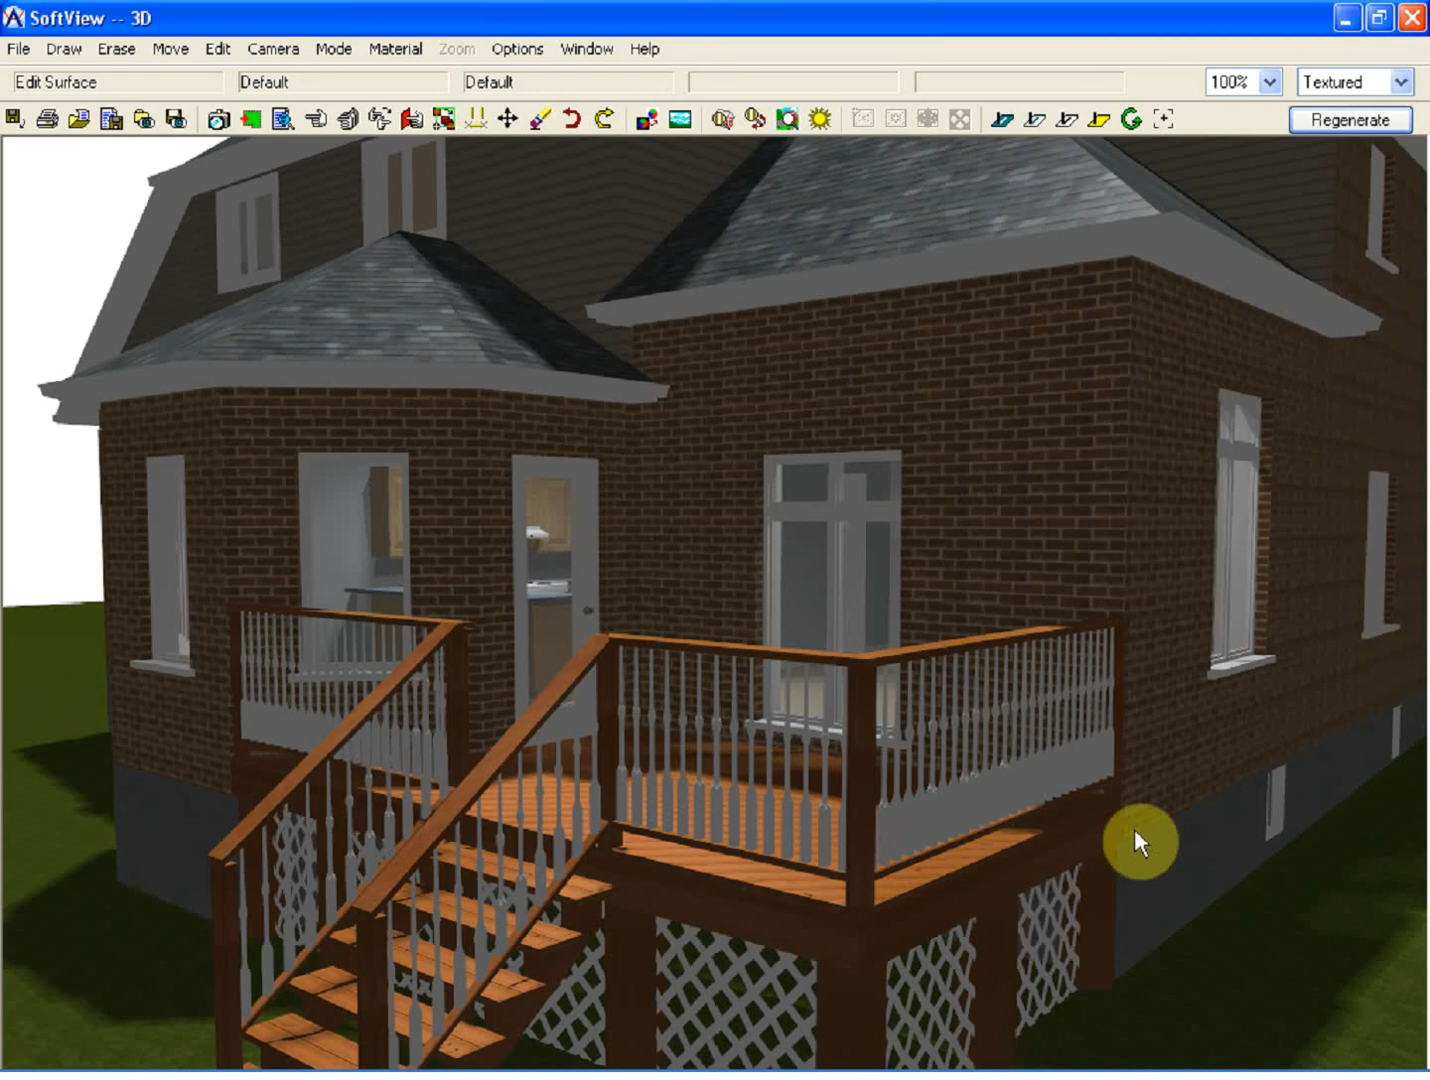 SoftView -- 3D
File Draw Erase Move Edit Camera Mode Material Zoom Options Window Help
Edit Surface Default Default 100% Textured
Regenerate